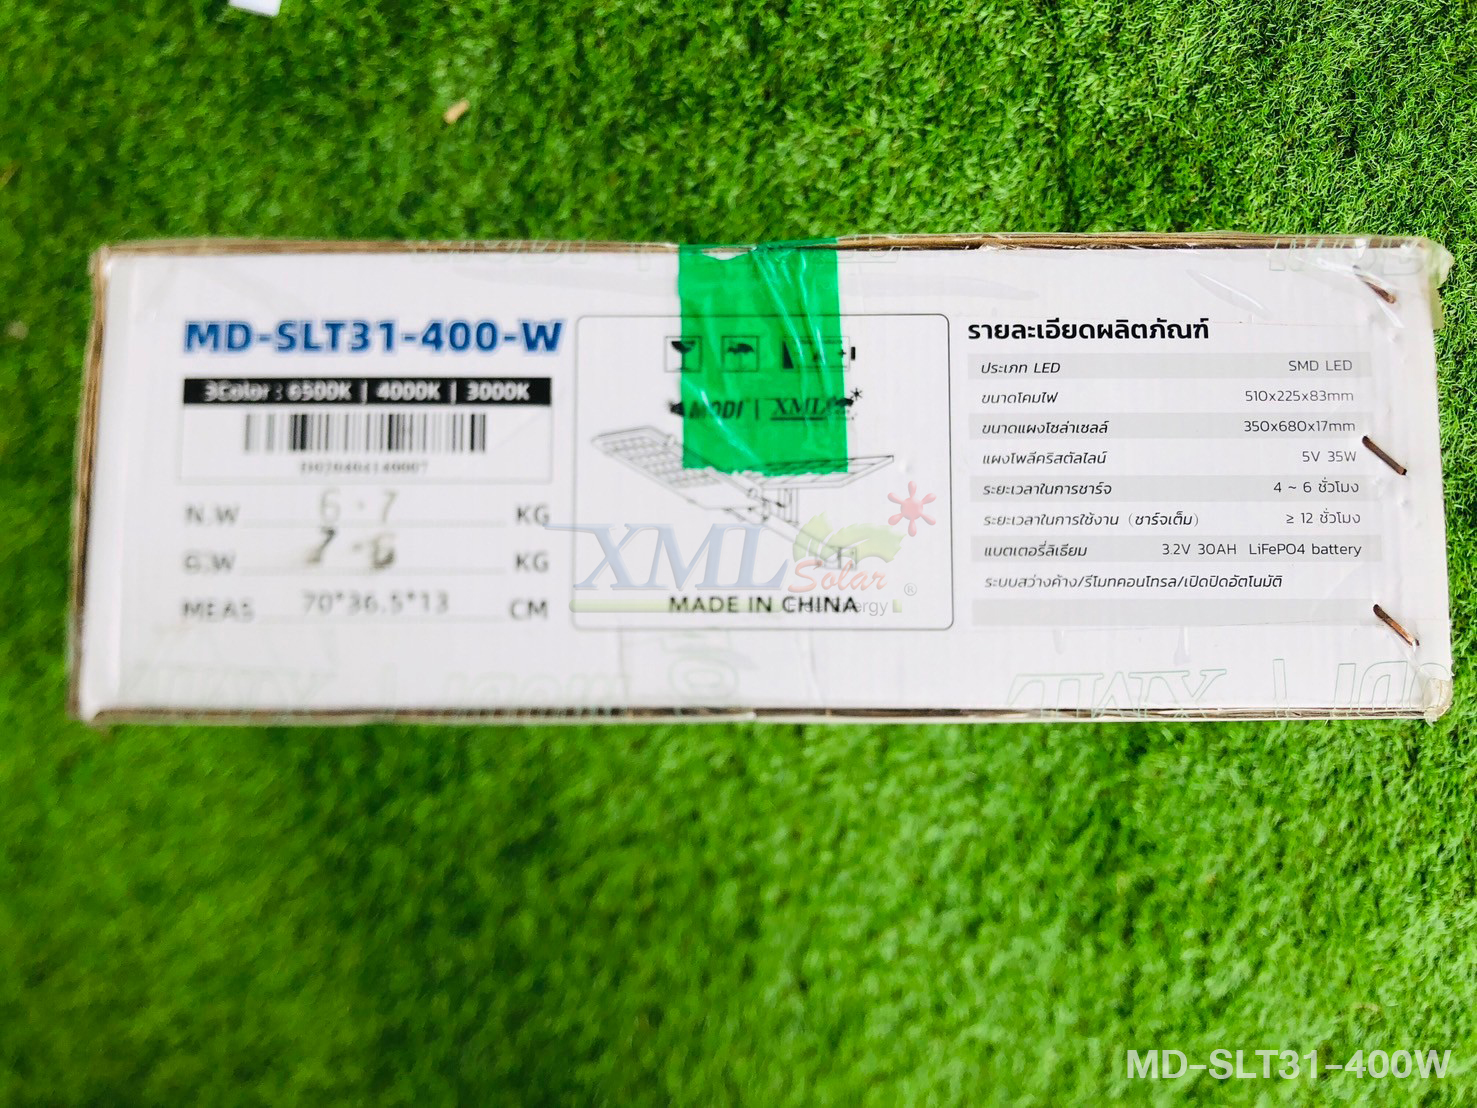 MD-SLT31-400-W
3Color : 6500K | 4000K | 3000K
N.W 6.7 KG
G.W KG
MEAS 70*36.5*13 CM
MODI | XML
XML
Solar ®
Energy
MADE IN CHINA
รายละเอียดผลิตภัณฑ์
ประเภท LED SMD LED
ขนาดโคมไฟ 510x225x83mm
ขนาดแผงโซล่าเซลล์ 350x680x17mm
แผงโพลีคริสตัลไลน์ 5V 35W
ระยะเวลาในการชาร์จ 4 ~ 6 ชั่วโมง
ระยะเวลาในการใช้งาน (ชาร์จเต็ม) ≥ 12 ชั่วโมง
แบตเตอรี่ลิเธียม 3.2V 30AH LiFePO4 battery
ระบบสว่างค้าง/รีโมทคอนโทรล/เปิดปิดอัตโนมัติ
MD-SLT31-400W